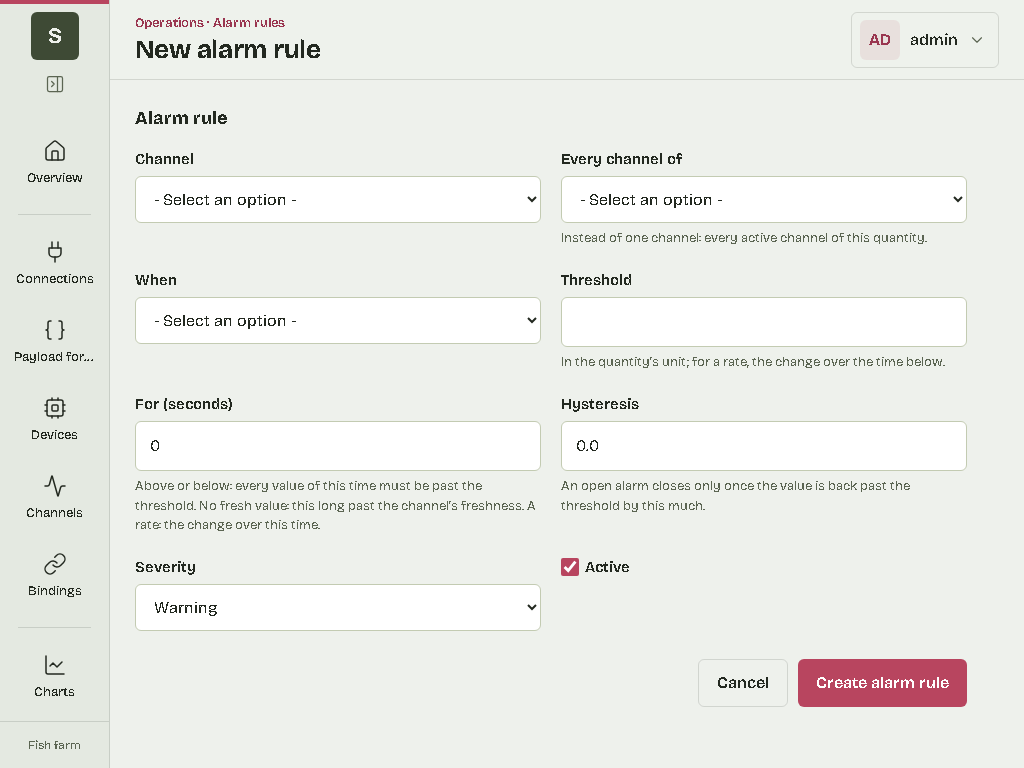 S
Overview
Connections
Payload for...
Devices
Channels
Bindings
Charts
Fish farm
Operations · Alarm rules
New alarm rule
AD admin
Alarm rule
Channel
- Select an option -
Every channel of
- Select an option -
Instead of one channel: every active channel of this quantity.
When
- Select an option -
Threshold
In the quantity's unit; for a rate, the change over the time below.
For (seconds)
0
Above or below: every value of this time must be past the
threshold. No fresh value: this long past the channel's freshness. A
rate: the change over this time.
Hysteresis
0.0
An open alarm closes only once the value is back past the
threshold by this much.
Severity
Warning
Active
Cancel
Create alarm rule